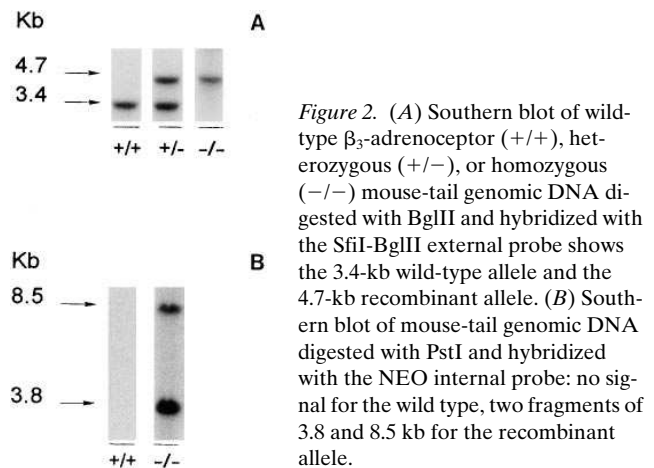 Kb
A
4.7
3.4
+/+ +/- -/-
Kb
B
8.5
3.8
+/+ -/-
Figure 2. (A) Southern blot of wild-
type β₃-adrenoceptor (+/+), het-
erozygous (+/−), or homozygous
(−/−) mouse-tail genomic DNA di-
gested with BglII and hybridized with
the SfiI-BglII external probe shows
the 3.4-kb wild-type allele and the
4.7-kb recombinant allele. (B) South-
ern blot of mouse-tail genomic DNA
digested with PstI and hybridized
with the NEO internal probe: no sig-
nal for the wild type, two fragments of
3.8 and 8.5 kb for the recombinant
allele.